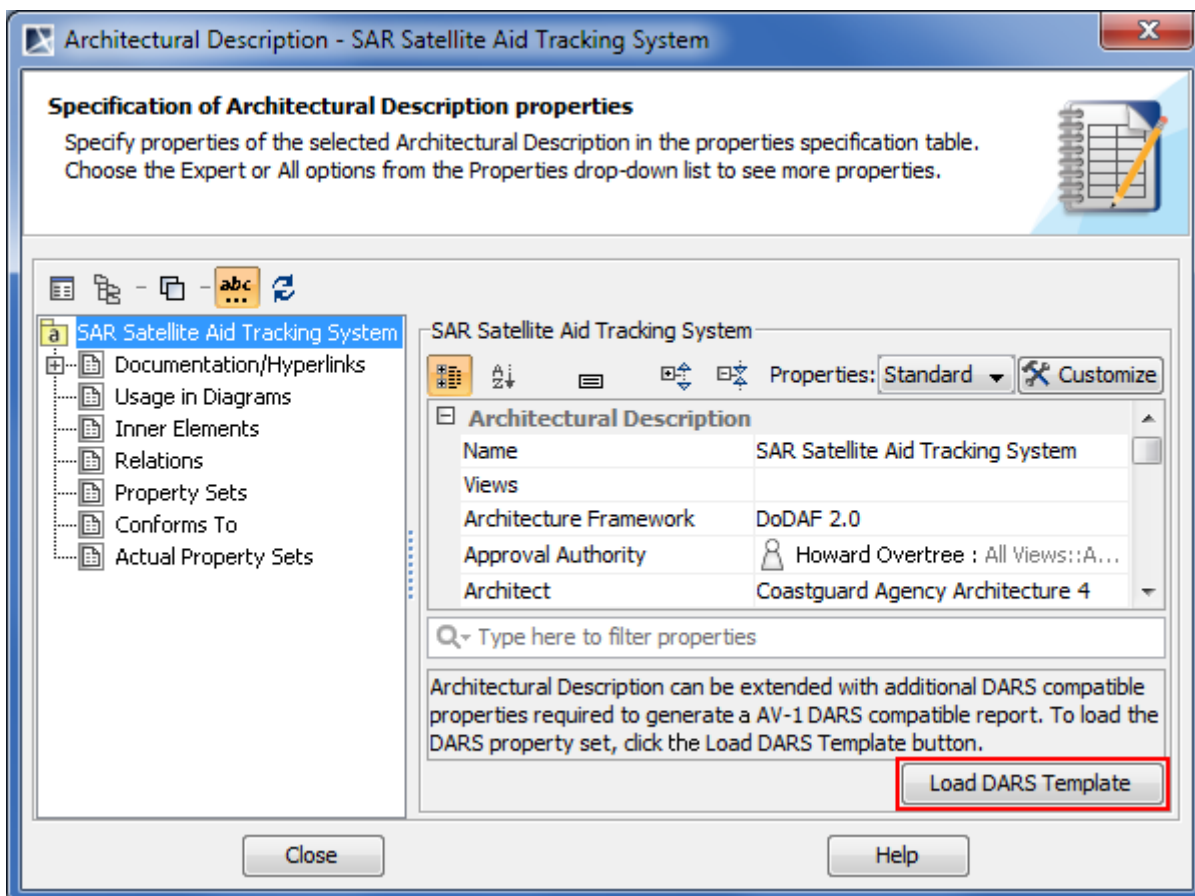 Architectural Description - SAR Satellite Aid Tracking System
Specification of Architectural Description properties
Specify properties of the selected Architectural Description in the properties specification table.
Choose the Expert or All options from the Properties drop-down list to see more properties.
abc
...
SAR Satellite Aid Tracking System
Documentation/Hyperlinks
Usage in Diagrams
Inner Elements
Relations
Property Sets
Conforms To
Actual Property Sets
SAR Satellite Aid Tracking System
Properties: Standard Customize
Architectural Description
Name SAR Satellite Aid Tracking System
Views
Architecture Framework DoDAF 2.0
Approval Authority Howard Overtree : All Views::A...
Architect Coastguard Agency Architecture 4
Type here to filter properties
Architectural Description can be extended with additional DARS compatible
properties required to generate a AV-1 DARS compatible report. To load the
DARS property set, click the Load DARS Template button.
Load DARS Template
Close Help